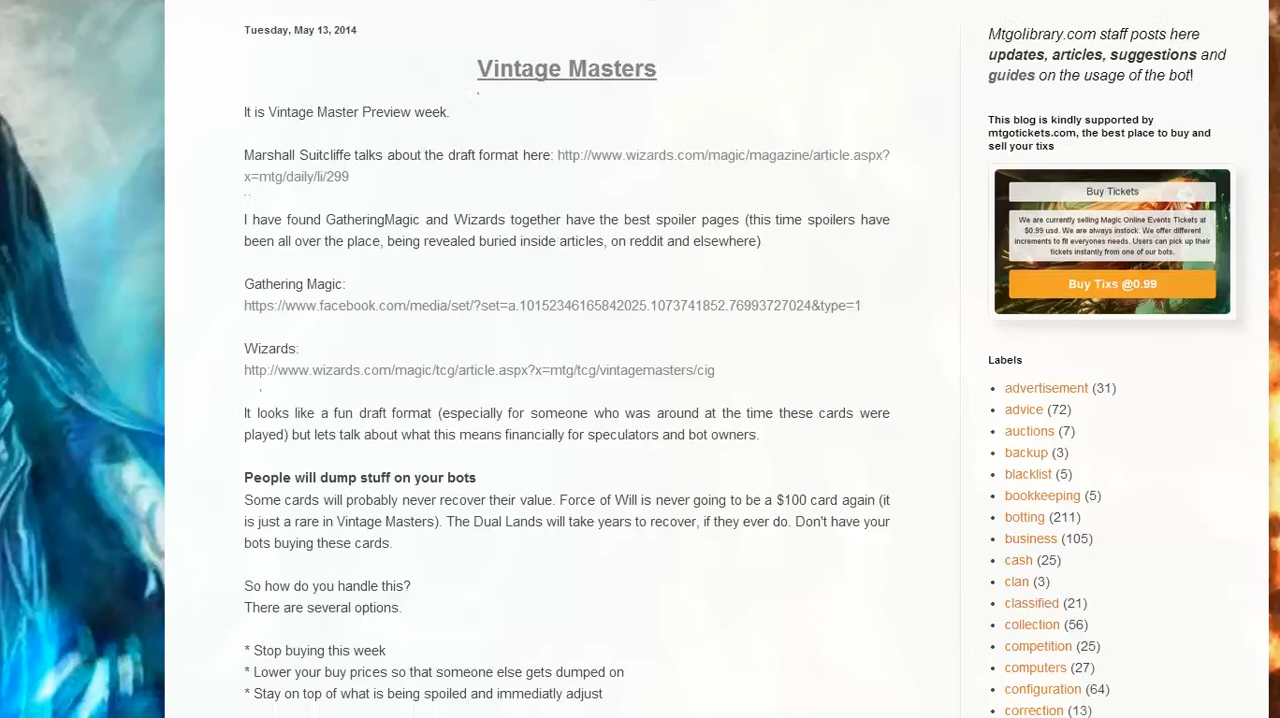 Tuesday, May 13, 2014
Vintage Masters
It is Vintage Master Preview week.
Marshall Suitcliffe talks about the draft format here: http://www.wizards.com/magic/magazine/article.aspx?
x=mtg/daily/li/299
I have found GatheringMagic and Wizards together have the best spoiler pages (this time spoilers have
been all over the place, being revealed buried inside articles, on reddit and elsewhere)
Gathering Magic:
https://www.facebook.com/media/set/?set=a.10152346165842025.1073741852.76993727024&type=1
Wizards:
http://www.wizards.com/magic/tcg/article.aspx?x=mtg/tcg/vintagemasters/cig
It looks like a fun draft format (especially for someone who was around at the time these cards were
played) but lets talk about what this means financially for speculators and bot owners.
People will dump stuff on your bots
Some cards will probably never recover their value. Force of Will is never going to be a $100 card again (it
is just a rare in Vintage Masters). The Dual Lands will take years to recover, if they ever do. Don't have your
bots buying these cards.
So how do you handle this?
There are several options.
* Stop buying this week
* Lower your buy prices so that someone else gets dumped on
* Stay on top of what is being spoiled and immediatly adjust
Mtgolibrary.com staff posts here
updates, articles, suggestions and
guides on the usage of the bot!
This blog is kindly supported by
mtgotickets.com, the best place to buy and
sell your tixs
Buy Tickets
We are currently selling Magic Online Events Tickets at
$0.99 usd. We are always instock. We offer different
increments to fit everyones needs. Users can pick up their
tickets instantly from one of our bots.
Buy Tixs @0.99
Labels
advertisement (31)
advice (72)
auctions (7)
backup (3)
blacklist (5)
bookkeeping (5)
botting (211)
business (105)
cash (25)
clan (3)
classified (21)
collection (56)
competition (25)
computers (27)
configuration (64)
correction (13)